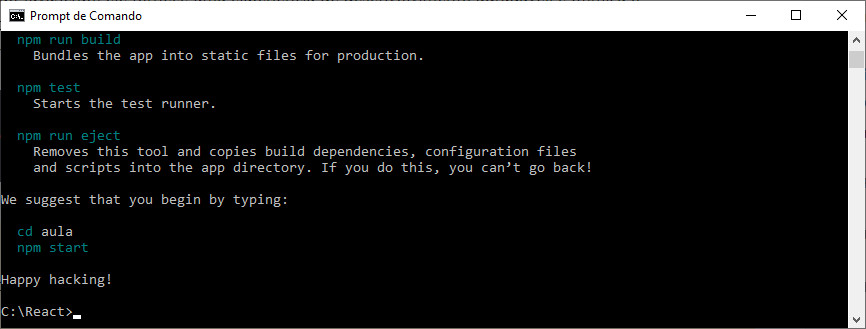 Prompt de Comando
npm run build
Bundles the app into static files for production.
npm test
Starts the test runner.
npm run eject
Removes this tool and copies build dependencies, configuration files
and scripts into the app directory. If you do this, you can’t go back!
We suggest that you begin by typing:
cd aula
npm start
Happy hacking!
C:\React>